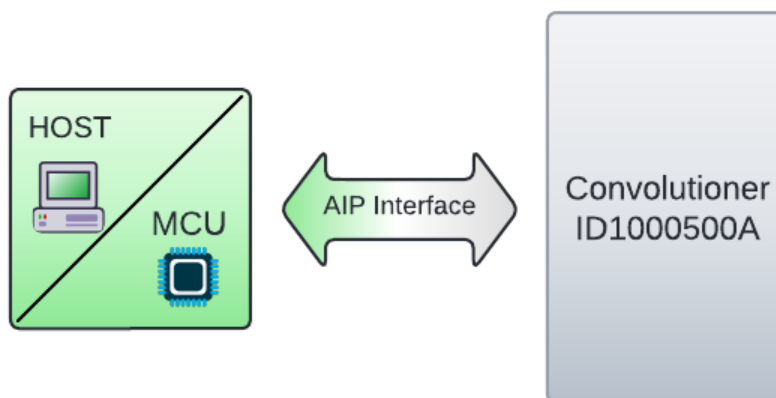 HOST
MCU
AIP Interface
Convolutioner
ID1000500A